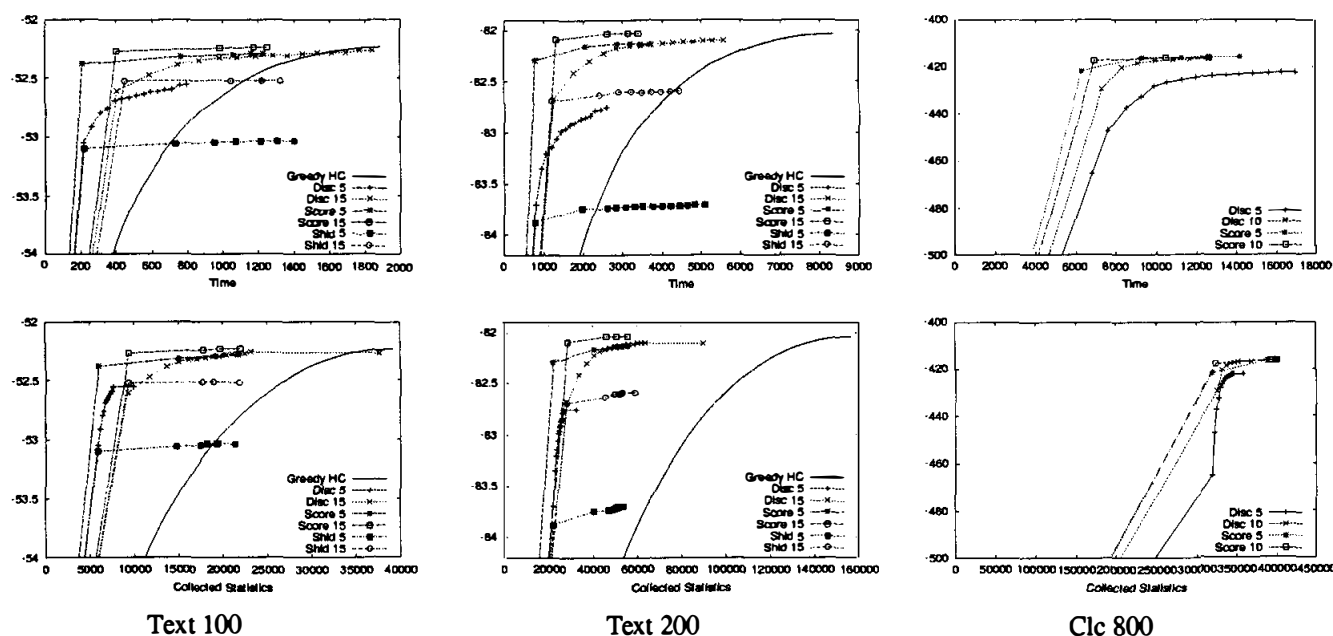 -52
-52.5
-53
-53.5
-54
0 200 400 600 800 1000 1200 1400 1600 1800 2000
Time
Greedy HC
Disc 5
Disc 15
Score 5
Score 15
Shld 5
Shld 15
-82
-82.5
-83
-83.5
-84
0 1000 2000 3000 4000 5000 6000 7000 8000 9000
Time
Greedy HC
Disc 5
Disc 15
Score 5
Score 15
Shld 5
Shld 15
-400
-420
-440
-460
-480
-500
0 2000 4000 6000 8000 10000 12000 14000 16000 18000
Time
Disc 5
Disc 10
Score 5
Score 10
-52
-52.5
-53
-53.5
-54
0 5000 10000 15000 20000 25000 30000 35000 40000
Collected Statistics
Greedy HC
Disc 5
Disc 15
Score 5
Score 15
Shld 5
Shld 15
-82
-82.5
-83
-83.5
-84
0 20000 40000 60000 80000 100000 120000 140000 160000
Collected Statistics
Greedy HC
Disc 5
Disc 15
Score 5
Score 15
Shld 5
Shld 15
-400
-420
-440
-460
-480
-500
0 50000 100000 150000 200000 250000 300000 350000 400000 450000
Collected Statistics
Disc 5
Disc 10
Score 5
Score 10
Text 100
Text 200
Clc 800